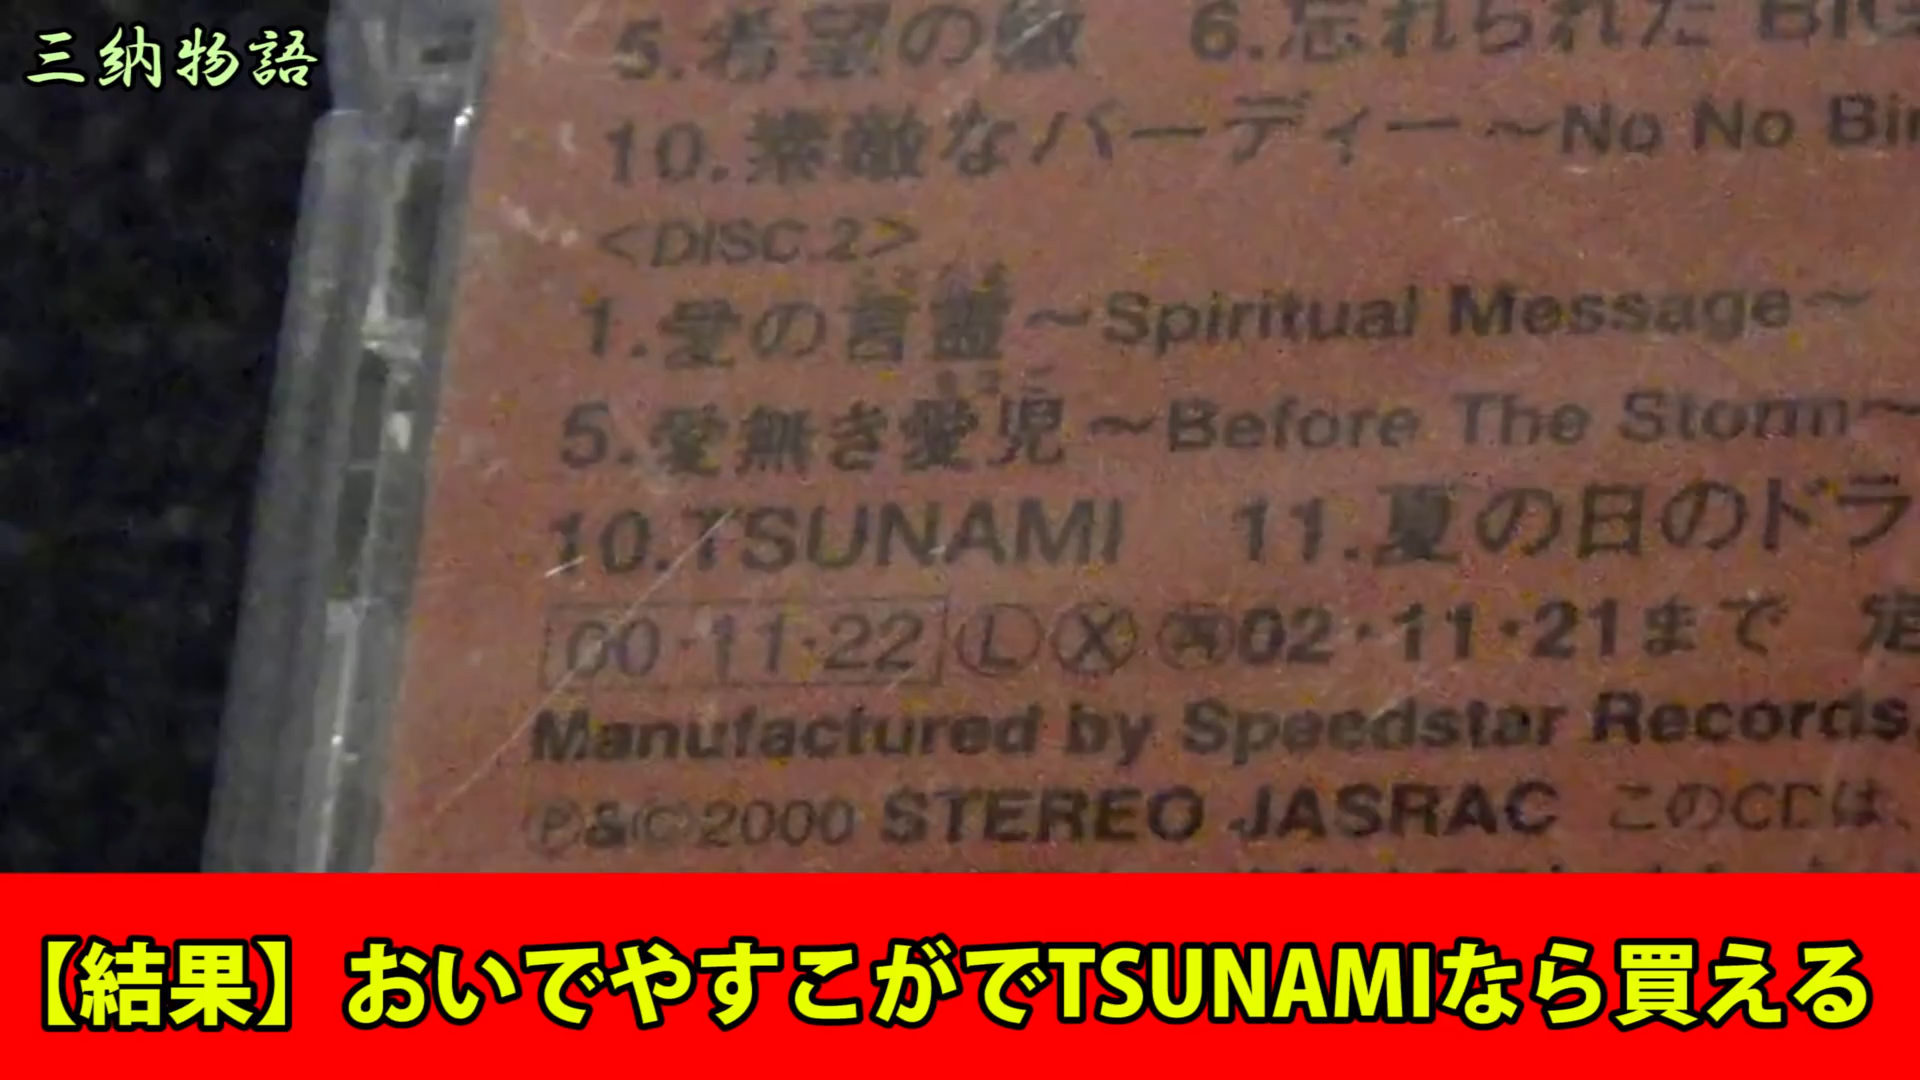 三納物語
5.希望の轍 6.忘れられた
10.素敵なバーディー～No No
<DISC.2>
1.愛の言霊～Spiritual Message～
5.愛無き愛児～Before The Storm～
10.TSUNAMI 11.夏の日のドラ
00・11・22 Ⓛ Ⓧ 02・11・21まで
Manufactured by Speedstar Records,
Ⓟ&Ⓒ2000 STEREO JASRAC このCDは、
【結果】おいでやすこがでTSUNAMIなら買える